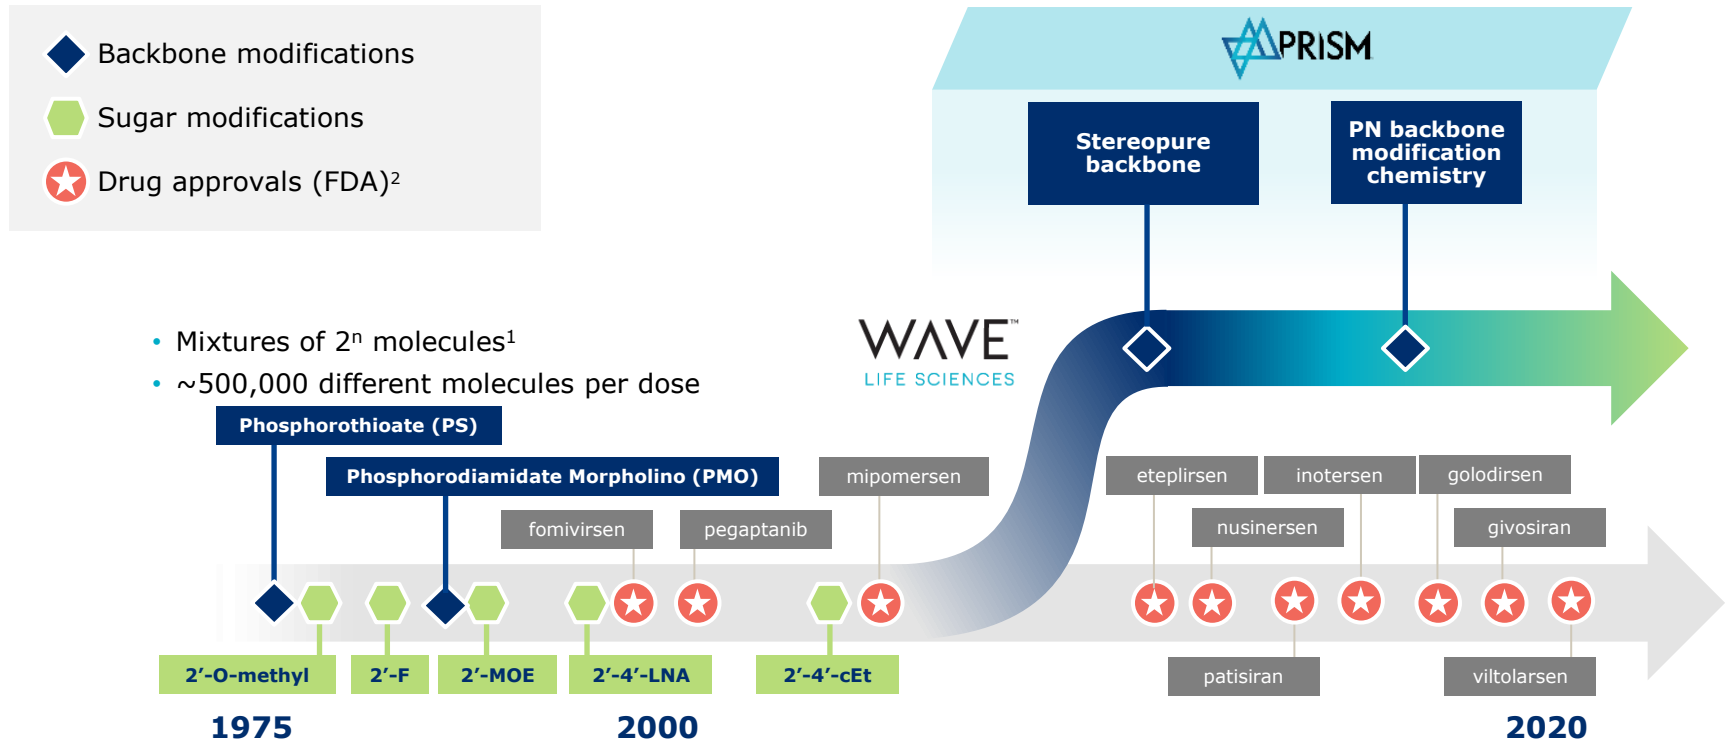 Backbone modifications
Sugar modifications
Drug approvals (FDA)²
PRISM
Stereopure
backbone
PN backbone
modification
chemistry
• Mixtures of 2ⁿ molecules¹
• ~500,000 different molecules per dose
WAVE™
LIFE SCIENCES
Phosphorothioate (PS)
Phosphorodiamidate Morpholino (PMO)
mipomersen
eteplirsen
inotersen
golodirsen
fomivirsen
pegaptanib
nusinersen
givosiran
2′-O-methyl
2′-F
2′-MOE
2′-4′-LNA
2′-4′-cEt
patisiran
viltolarsen
1975
2000
2020